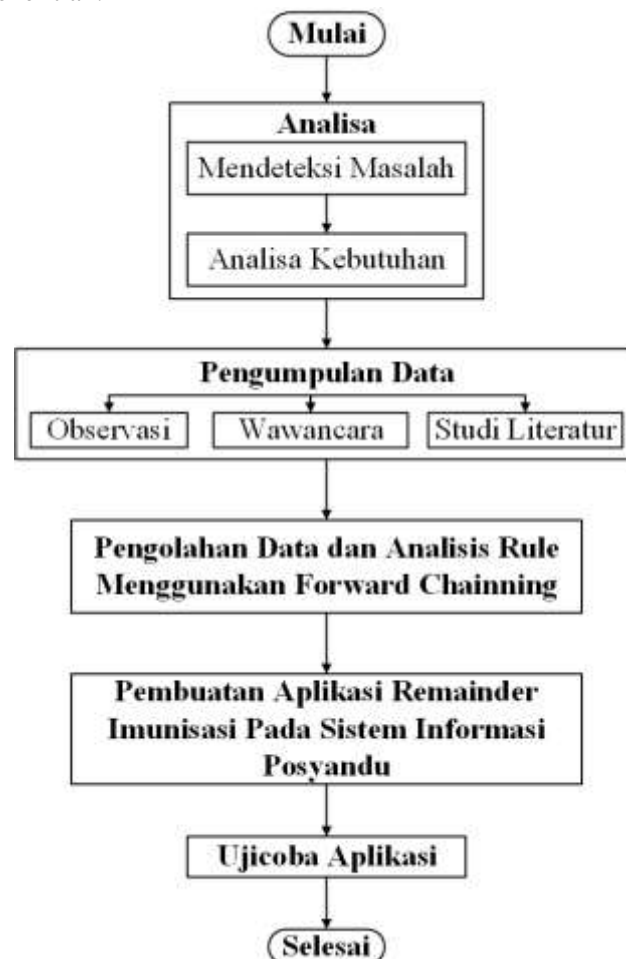 Mulai
Analisa
Mendeteksi Masalah
Analisa Kebutuhan
Pengumpulan Data
Observasi
Wawancara
Studi Literatur
Pengolahan Data dan Analisis Rule
Menggunakan Forward Chainning
Pembuatan Aplikasi Remainder
Imunisasi Pada Sistem Informasi
Posyandu
Ujicoba Aplikasi
Selesai